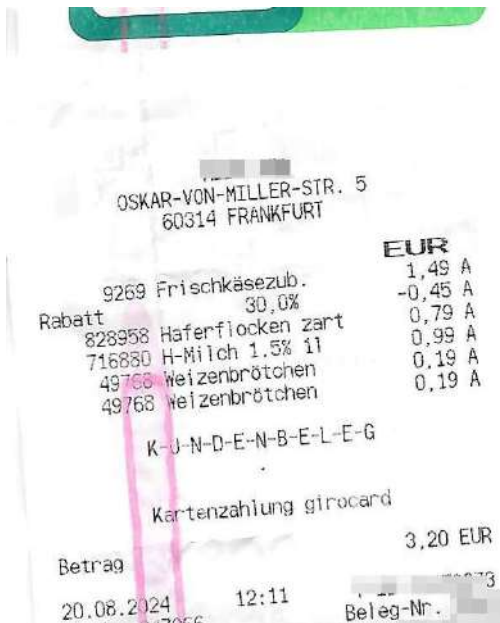 OSKAR-VON-MILLER-STR. 5
60314 FRANKFURT
EUR
9269 Frischkäsezub. 1,49 A
Rabatt 30,0% -0,45 A
828958 Haferflocken zart 0,79 A
716880 H-Milch 1.5% 1l 0,99 A
49768 Weizenbrötchen 0,19 A
49768 Weizenbrötchen 0,19 A
K-U-N-D-E-N-B-E-L-E-G
Kartenzahlung girocard
Betrag 3,20 EUR
20.08.2024 12:11 Beleg-Nr.